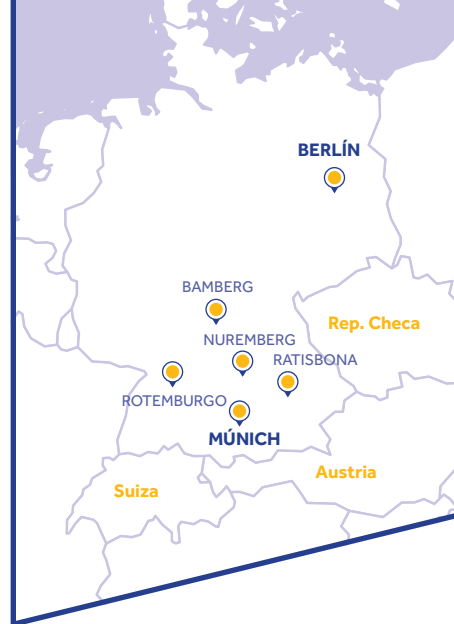 BERLÍN
BAMBERG
Rep. Checa
NUREMBERG
RATISBONA
ROTEMBURGO
MÚNICH
Austria
Suiza